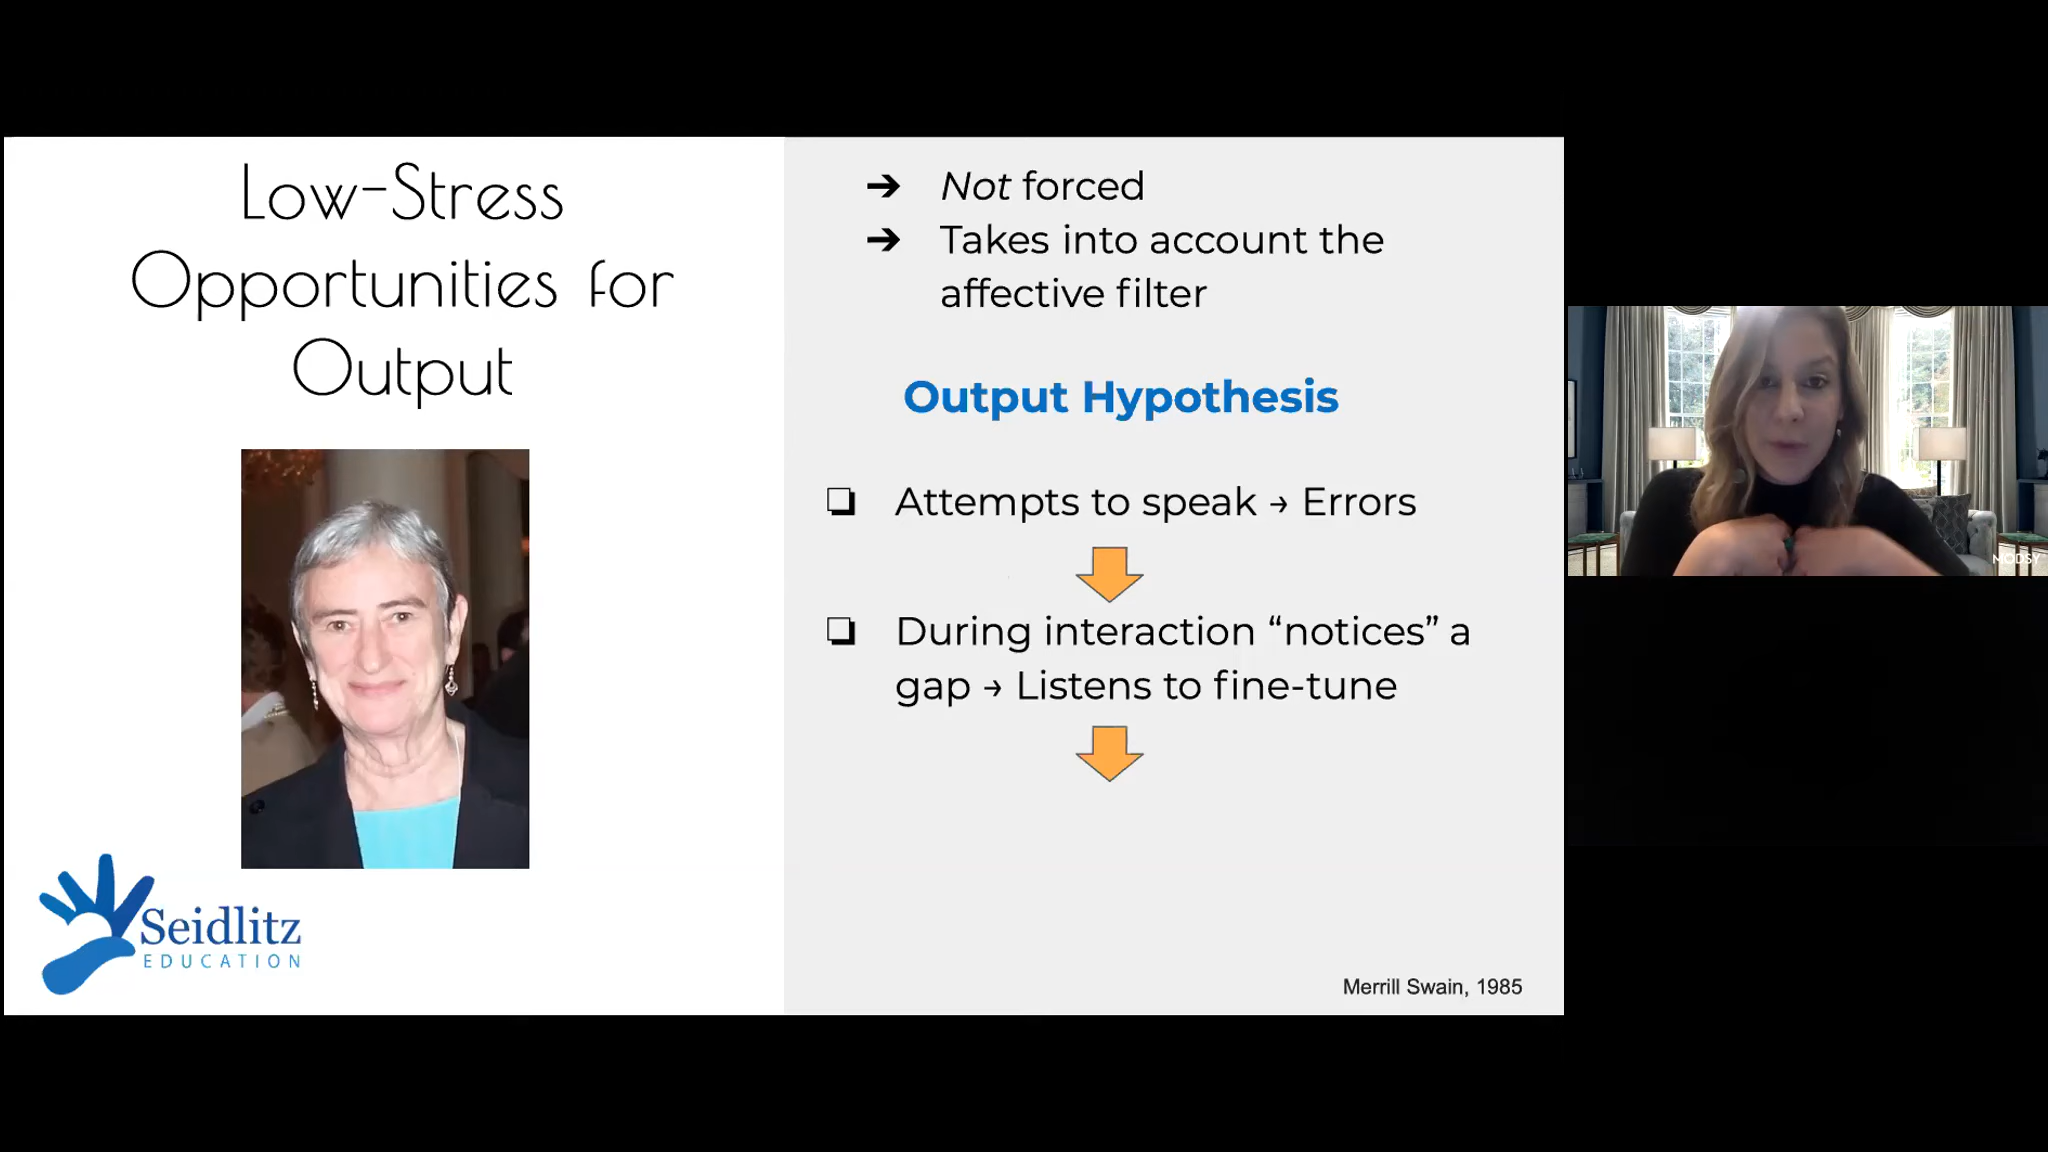 Low-Stress
Opportunities for
Output
Seidlitz
EDUCATION
➔ Not forced
➔ Takes into account the
affective filter
Output Hypothesis
❏ Attempts to speak → Errors
❏ During interaction “notices” a
gap → Listens to fine-tune
Merrill Swain, 1985
MODSY